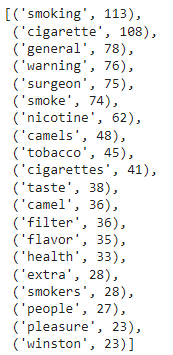 [('smoking', 113),
('cigarette', 108),
('general', 78),
('warning', 76),
('surgeon', 75),
('smoke', 74),
('nicotine', 62),
('camels', 48),
('tobacco', 45),
('cigarettes', 41),
('taste', 38),
('camel', 36),
('filter', 36),
('flavor', 35),
('health', 33),
('extra', 28),
('smokers', 28),
('people', 27),
('pleasure', 23),
('winston', 23)]